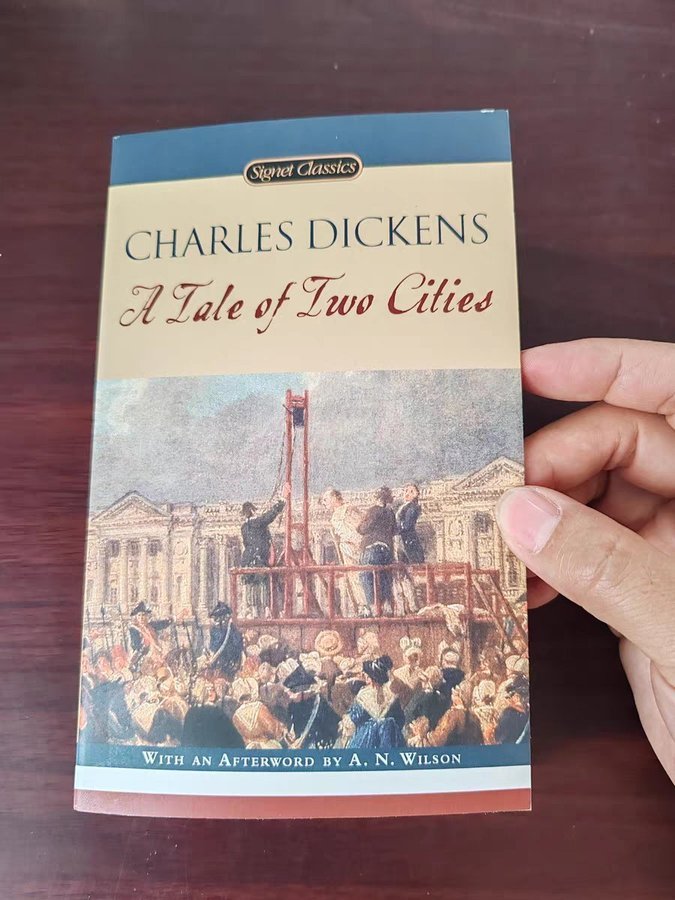 Signet Classics
CHARLES DICKENS
A Tale of Two Cities
WITH AN AFTERWORD BY A. N. WILSON